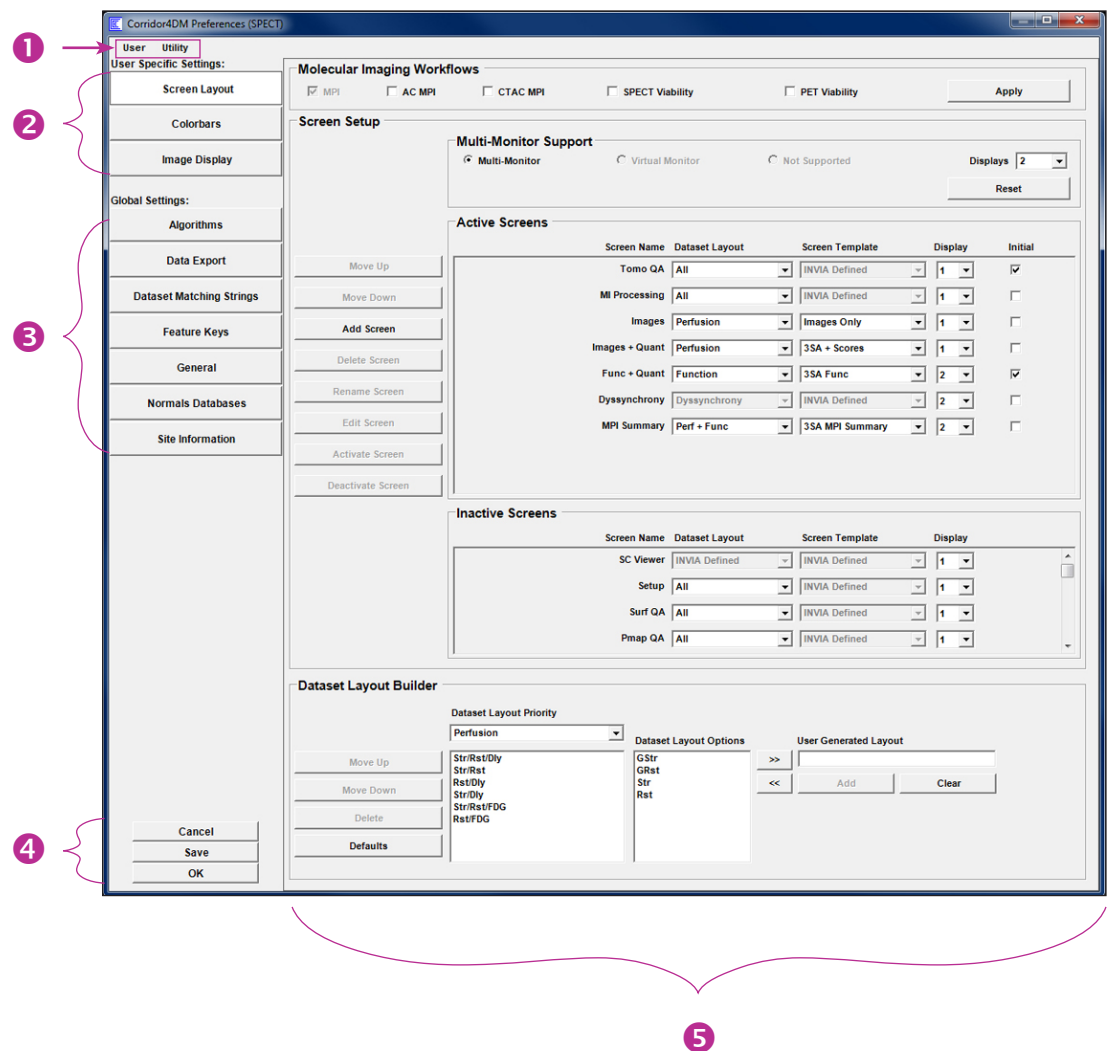 Corridor4DM Preferences (SPECT)
1
User Utility
User Specific Settings:
2
Screen Layout
Colorbars
Image Display
Global Settings:
3
Algorithms
Data Export
Dataset Matching Strings
Feature Keys
General
Normals Databases
Site Information
4
Cancel
Save
OK
Molecular Imaging Workflows
MPI AC MPI CTAC MPI SPECT Viability PET Viability Apply
Screen Setup
Multi-Monitor Support
Multi-Monitor Virtual Monitor Not Supported Displays 2
Reset
Move Up
Move Down
Add Screen
Delete Screen
Rename Screen
Edit Screen
Activate Screen
Deactivate Screen
Active Screens
Screen Name Dataset Layout Screen Template Display Initial
Tomo QA All INVIA Defined 1
MI Processing All INVIA Defined 1
Images Perfusion Images Only 1
Images + Quant Perfusion 3SA + Scores 1
Func + Quant Function 3SA Func 2
Dyssynchrony Dyssynchrony INVIA Defined 2
MPI Summary Perf + Func 3SA MPI Summary 2
Inactive Screens
Screen Name Dataset Layout Screen Template Display
SC Viewer INVIA Defined INVIA Defined 1
Setup All INVIA Defined 1
Surf QA All INVIA Defined 1
Pmap QA All INVIA Defined 1
Dataset Layout Builder
Move Up
Move Down
Delete
Defaults
Dataset Layout Priority
Perfusion
Str/Rst/Dly
Str/Rst
Rst/Dly
Str/Dly
Str/Rst/FDG
Rst/FDG
Dataset Layout Options
GStr
GRst
Str
Rst
>>
<<
User Generated Layout
Add Clear
5